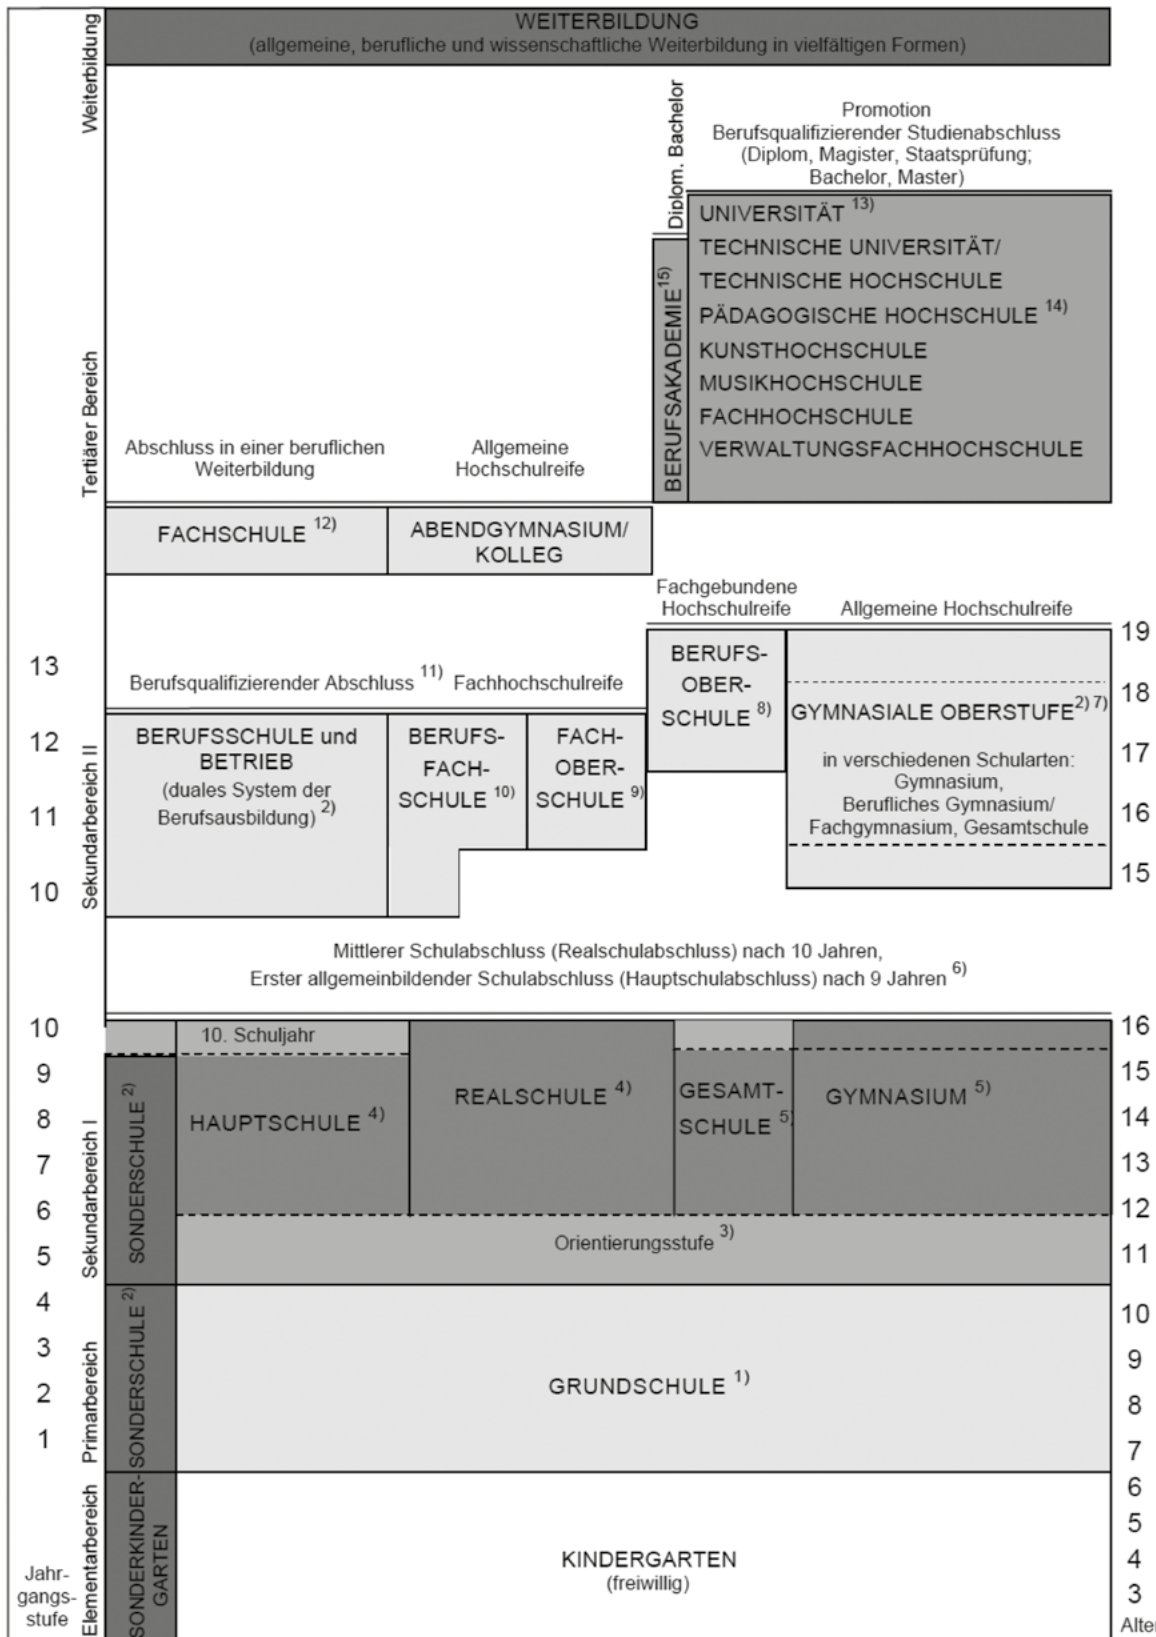 WEITERBILDUNG
(allgemeine, berufliche und wissenschaftliche Weiterbildung in vielfältigen Formen)
Weiterbildung
Diplom. Bachelor
Promotion
Berufsqualifizierender Studienabschluss
(Diplom, Magister, Staatsprüfung;
Bachelor, Master)
Tertiärer Bereich
BERUFSAKADEMIE 15)
UNIVERSITÄT 13)
TECHNISCHE UNIVERSITÄT/
TECHNISCHE HOCHSCHULE
PÄDAGOGISCHE HOCHSCHULE 14)
KUNSTHOCHSCHULE
MUSIKHOCHSCHULE
FACHHOCHSCHULE
VERWALTUNGSFACHHOCHSCHULE
Abschluss in einer beruflichen
Weiterbildung
Allgemeine
Hochschulreife
FACHSCHULE 12)
ABENDGYMNASIUM/
KOLLEG
Fachgebundene
Hochschulreife
Allgemeine Hochschulreife
13
12
11
10
Sekundarbereich II
Berufsqualifizierender Abschluss 11)
Fachhochschulreife
BERUFSSCHULE und
BETRIEB
(duales System der
Berufsausbildung) 2)
BERUFS-
FACH-
SCHULE 10)
FACH-
OBER-
SCHULE 9)
BERUFS-
OBER-
SCHULE 8)
GYMNASIALE OBERSTUFE 2) 7)
in verschiedenen Schularten:
Gymnasium,
Berufliches Gymnasium/
Fachgymnasium, Gesamtschule
19
18
17
16
15
Mittlerer Schulabschluss (Realschulabschluss) nach 10 Jahren,
Erster allgemeinbildender Schulabschluss (Hauptschulabschluss) nach 9 Jahren 6)
10
9
8
7
6
5
Sekundarbereich I
SONDERSCHULE 2)
10. Schuljahr
HAUPTSCHULE 4)
REALSCHULE 4)
GESAMT-
SCHULE 5)
GYMNASIUM 5)
Orientierungsstufe 3)
16
15
14
13
12
11
4
3
2
1
Primarbereich
SONDERSCHULE 2)
GRUNDSCHULE 1)
10
9
8
7
Jahr-
gangs-
stufe
Elementarbereich
SONDERKINDER-
GARTEN
KINDERGARTEN
(freiwillig)
6
5
4
3
Alter